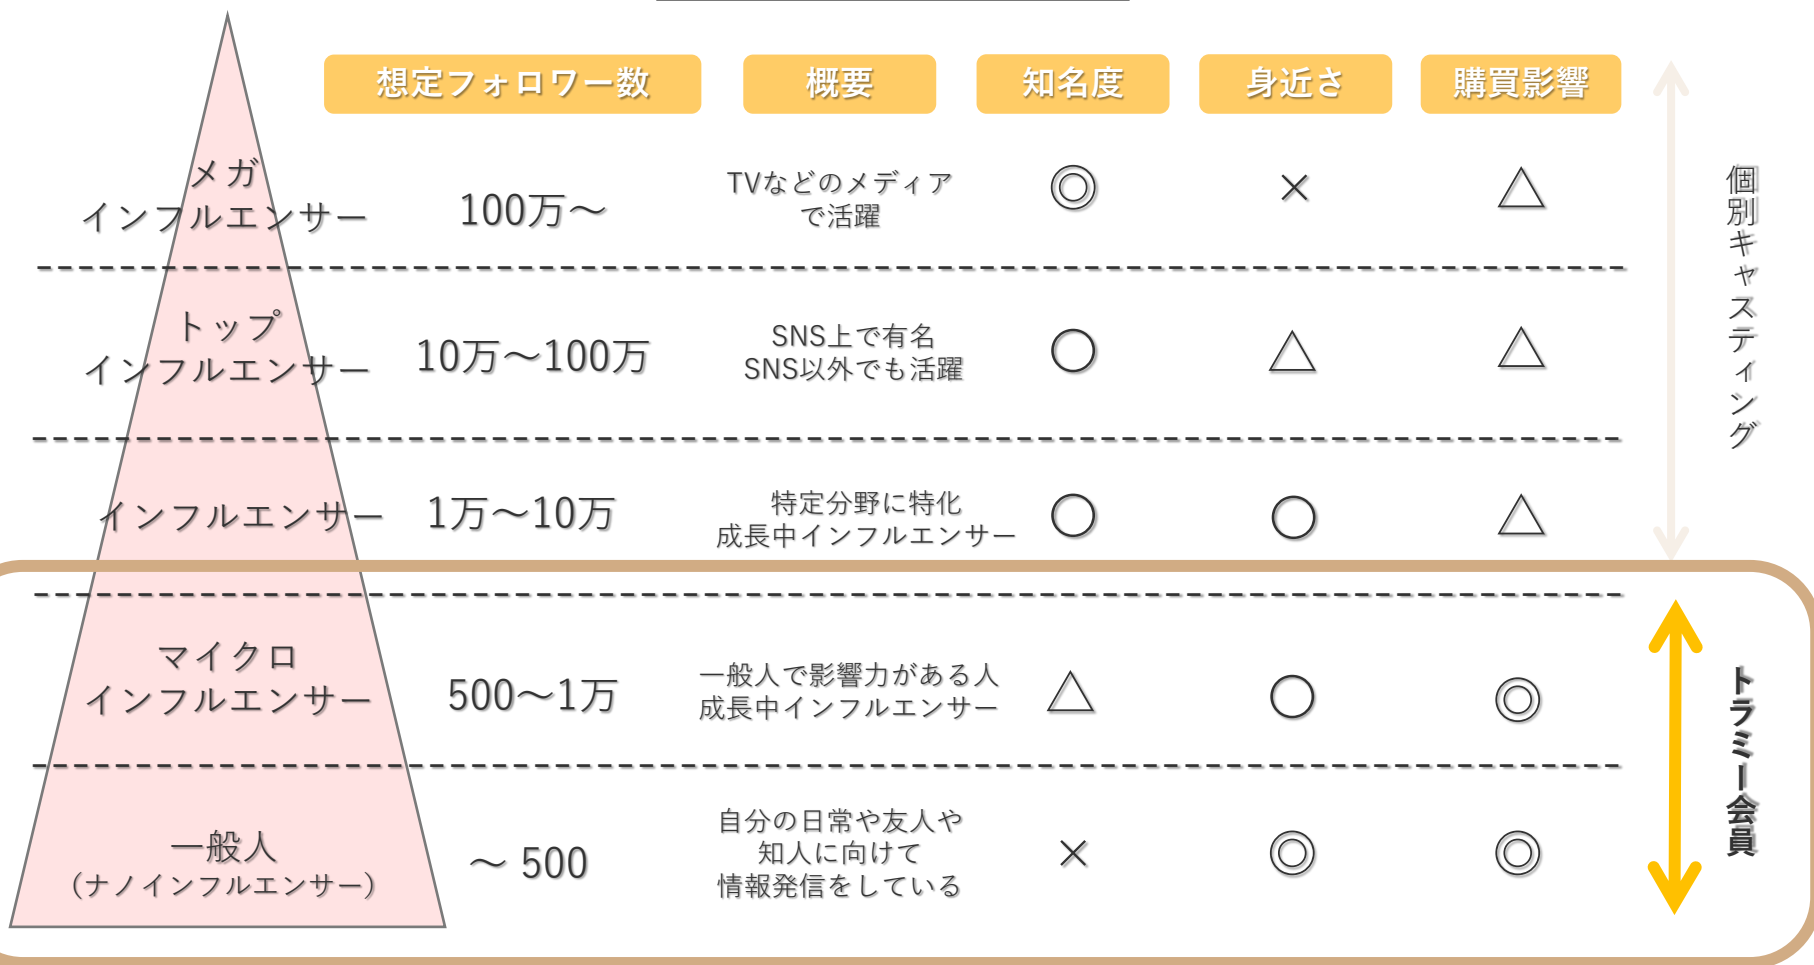 想定フォロワー数 概要 知名度 身近さ 購買影響
メガ
インフルエンサー
100万～
TVなどのメディア
で活躍
◎ × △
トップ
インフルエンサー
10万～100万
SNS上で有名
SNS以外でも活躍
○ △ △
インフルエンサー
1万～10万
特定分野に特化
成長中インフルエンサー
○ ○ △
個別キャスティング
マイクロ
インフルエンサー
500～1万
一般人で影響力がある人
成長中インフルエンサー
△ ○ ◎
一般人
（ナノインフルエンサー）
～ 500
自分の日常や友人や
知人に向けて
情報発信をしている
× ◎ ◎
トラミー会員